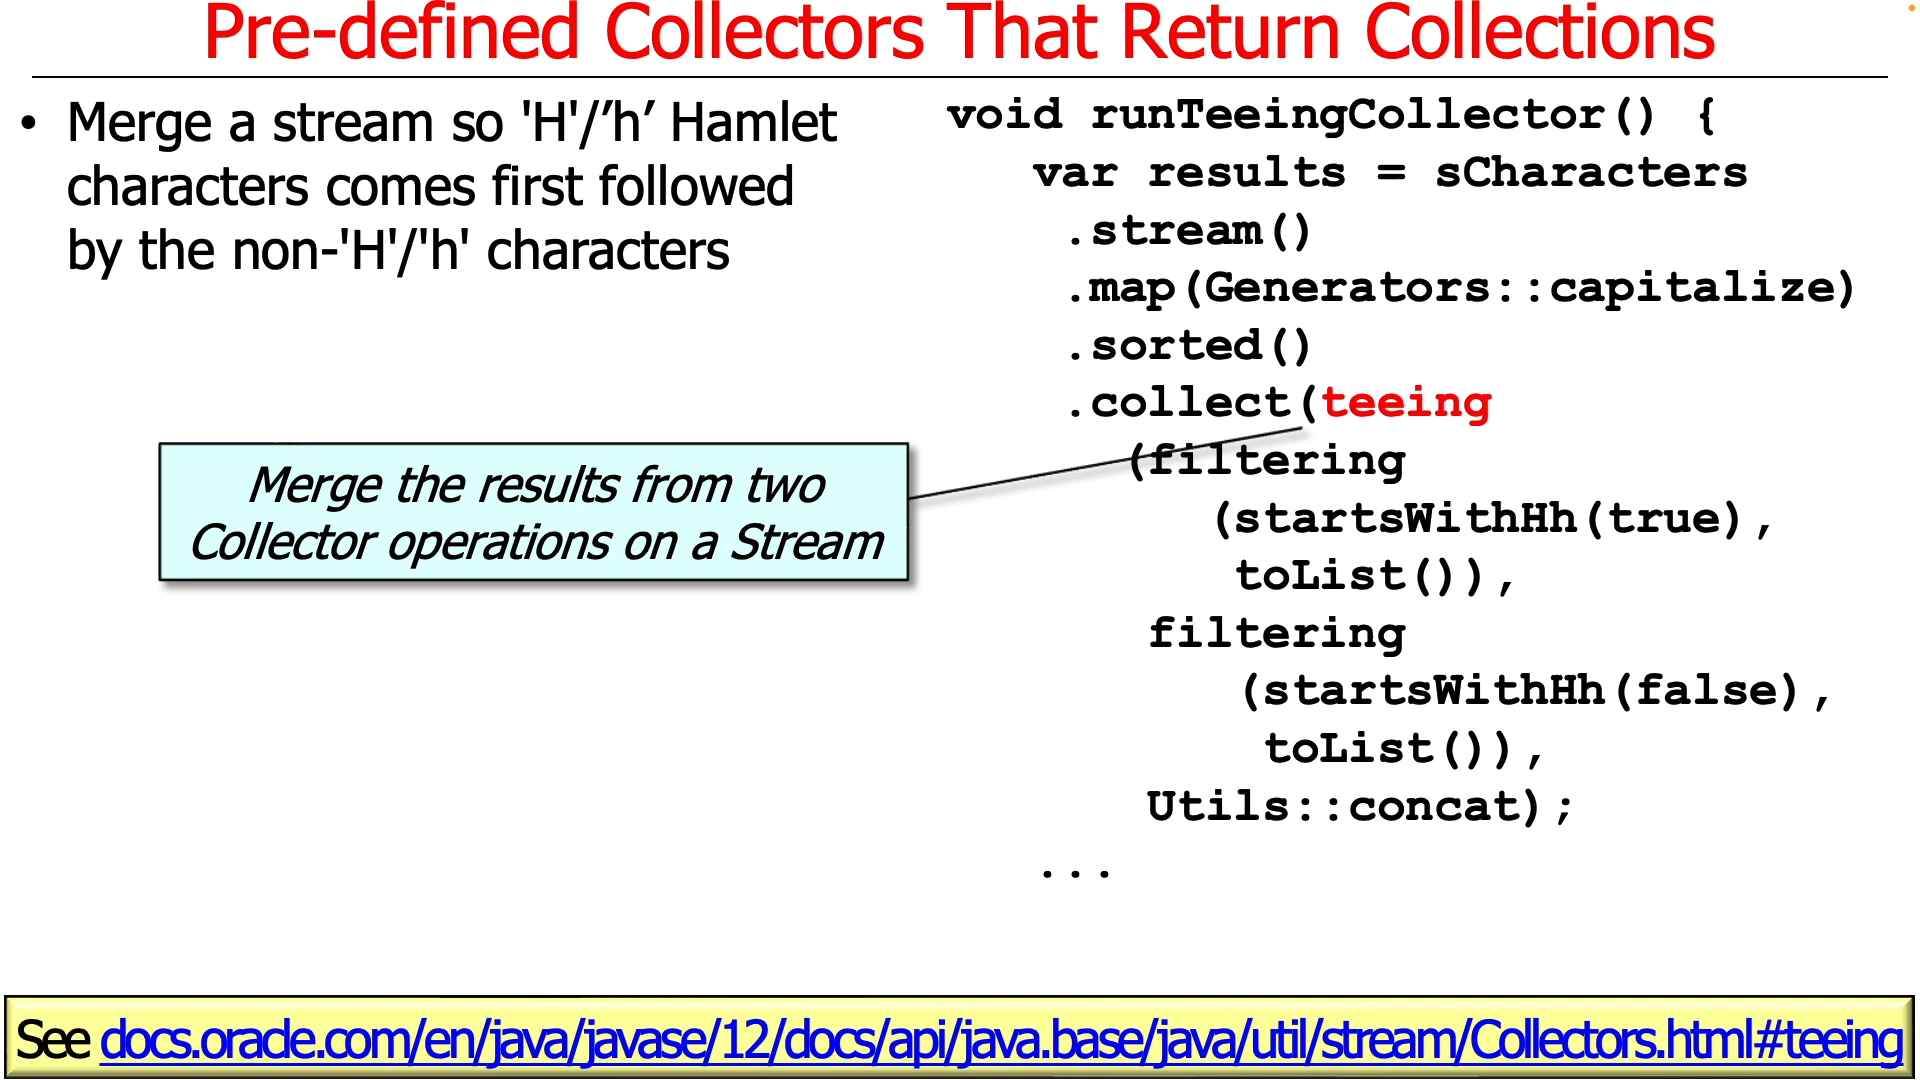 Pre-defined Collectors That Return Collections
• Merge a stream so 'H'/’h’ Hamlet
characters comes first followed
by the non-'H'/'h' characters
Merge the results from two
Collector operations on a Stream
void runTeeingCollector() {
var results = sCharacters
.stream()
.map(Generators::capitalize)
.sorted()
.collect(teeing
(filtering
(startsWithHh(true),
toList()),
filtering
(startsWithHh(false),
toList()),
Utils::concat);
...
See docs.oracle.com/en/java/javase/12/docs/api/java.base/java/util/stream/Collectors.html#teeing